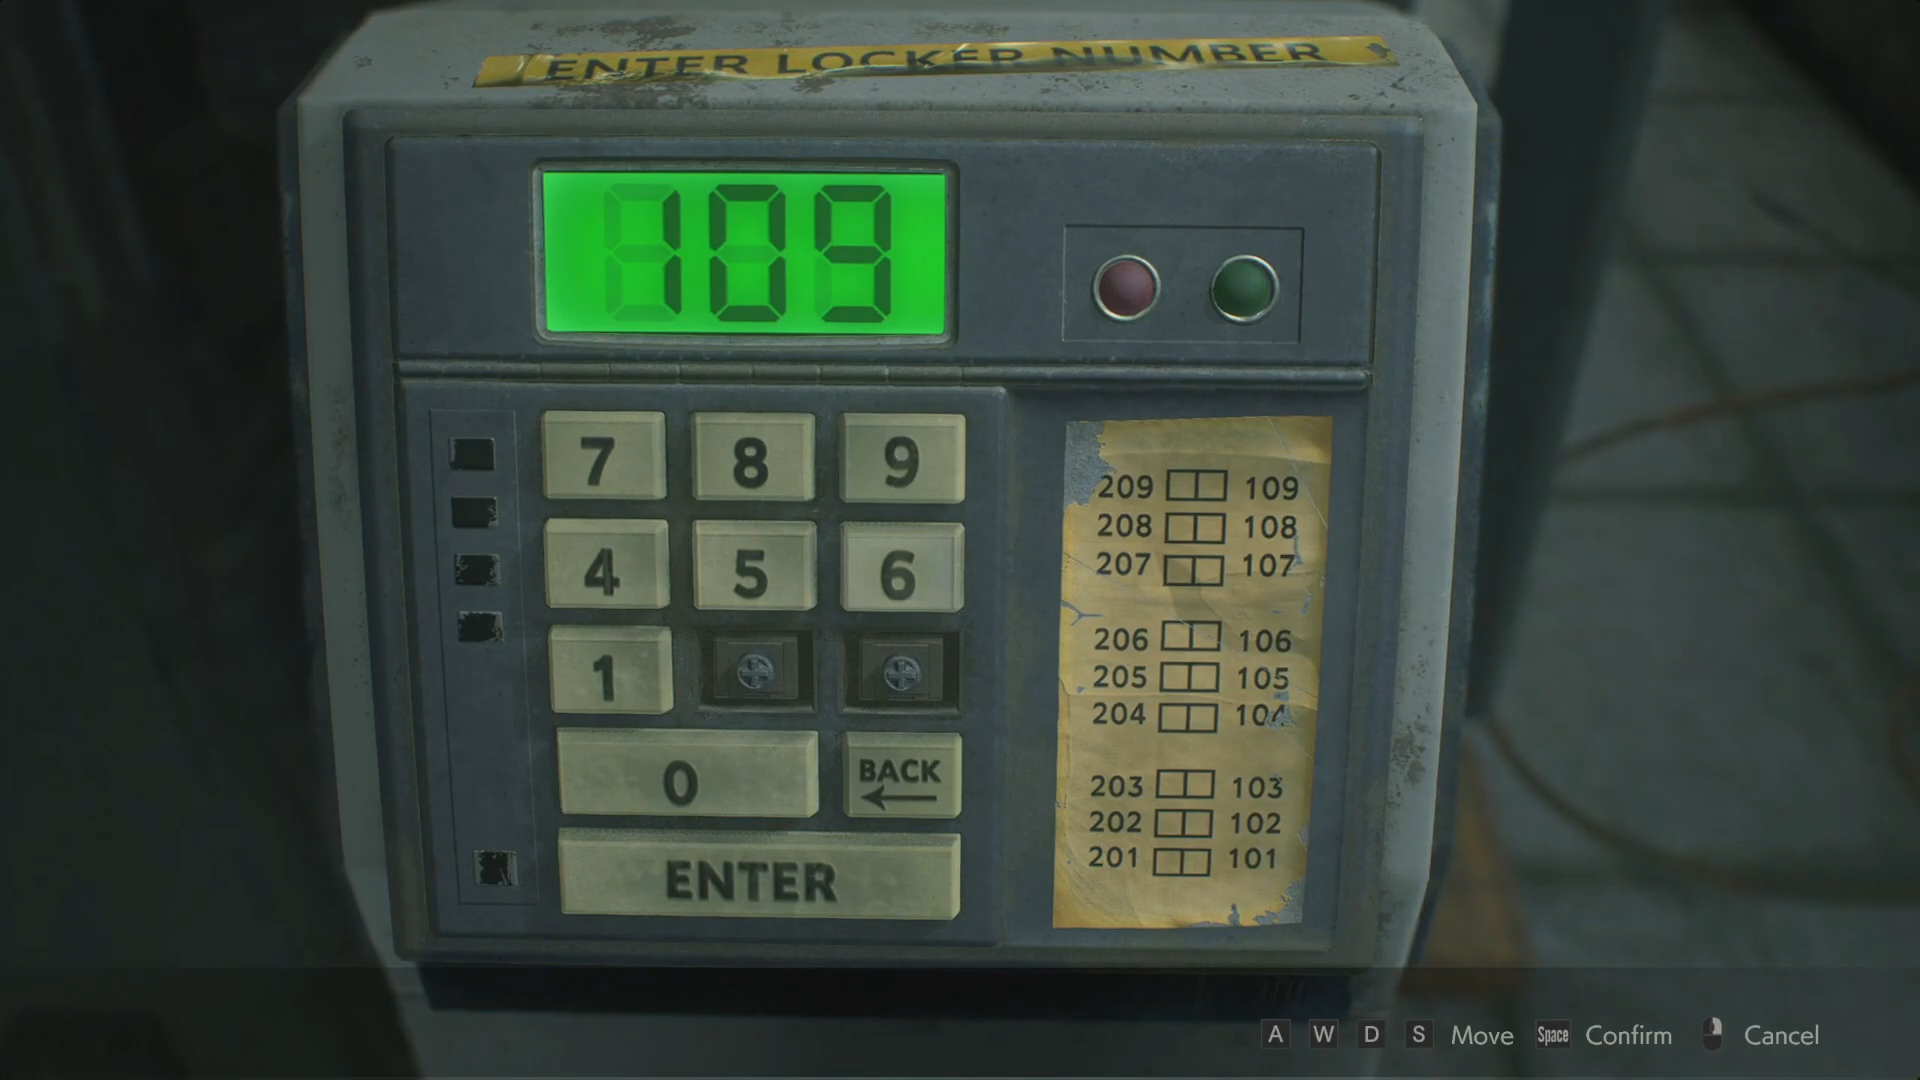 ENTER LOCKER NUMBER
109
7 8 9
4 5 6
1
0 BACK
ENTER
209 109
208 108
207 107
206 106
205 105
204 104
203 103
202 102
201 101
A W D S Move Space Confirm Cancel